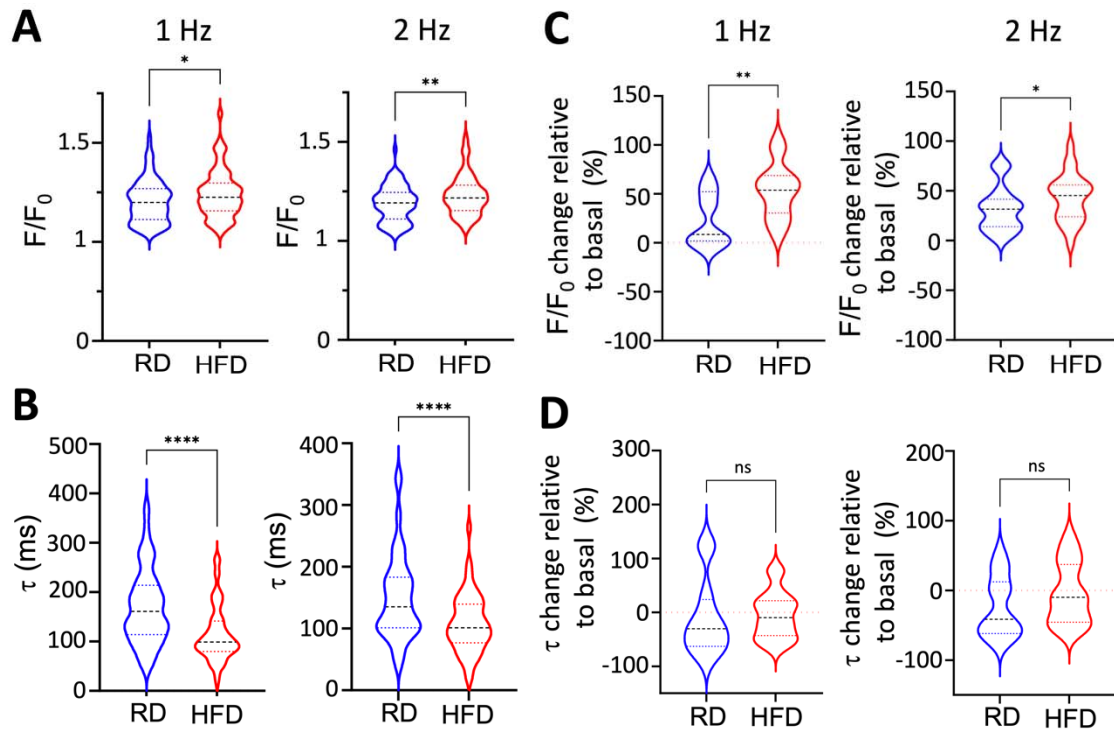 A
1 Hz
2 Hz
*
**
F/F0
1.5
1
0
RD
HFD
F/F0
1.5
1
0
RD
HFD
B
****
****
τ (ms)
500
400
300
200
100
0
RD
HFD
τ (ms)
400
300
200
100
0
RD
HFD
C
1 Hz
2 Hz
**
*
F/F0 change relative
to basal (%)
150
100
50
0
-50
-100
RD
HFD
F/F0 change relative
to basal (%)
150
100
50
0
50
-100
RD
HFD
D
ns
ns
τ change relative
to basal (%)
300
200
100
0
-100
RD
HFD
τ change relative
to basal (%)
200
100
0
-100
RD
HFD